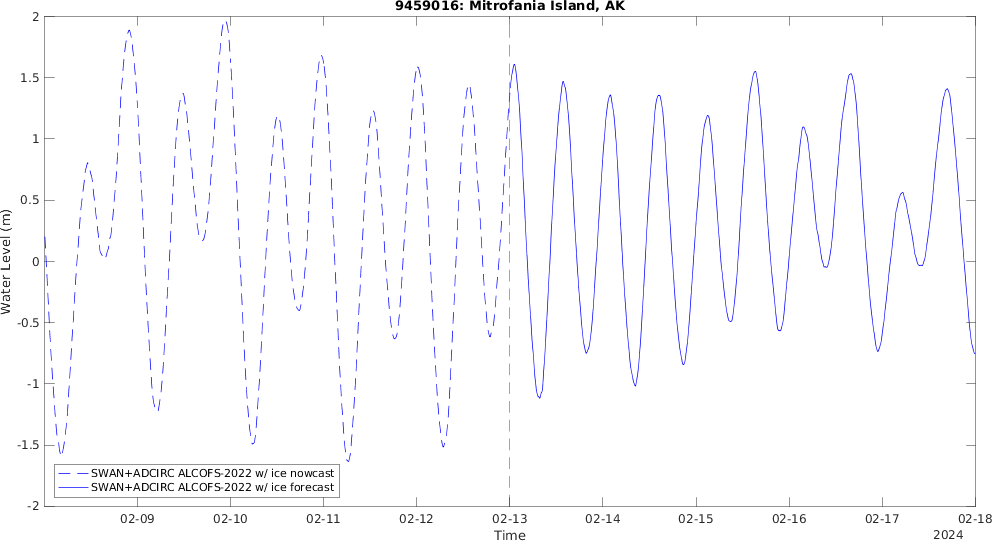 9459016: Mitrofania Island, AK
Water Level (m)
2
1.5
1
0.5
0
-0.5
-1
-1.5
-2
SWAN+ADCIRC ALCOFS-2022 w/ ice nowcast
SWAN+ADCIRC ALCOFS-2022 w/ ice forecast
02-09 02-10 02-11 02-12 02-13 02-14 02-15 02-16 02-17 02-18
Time
2024